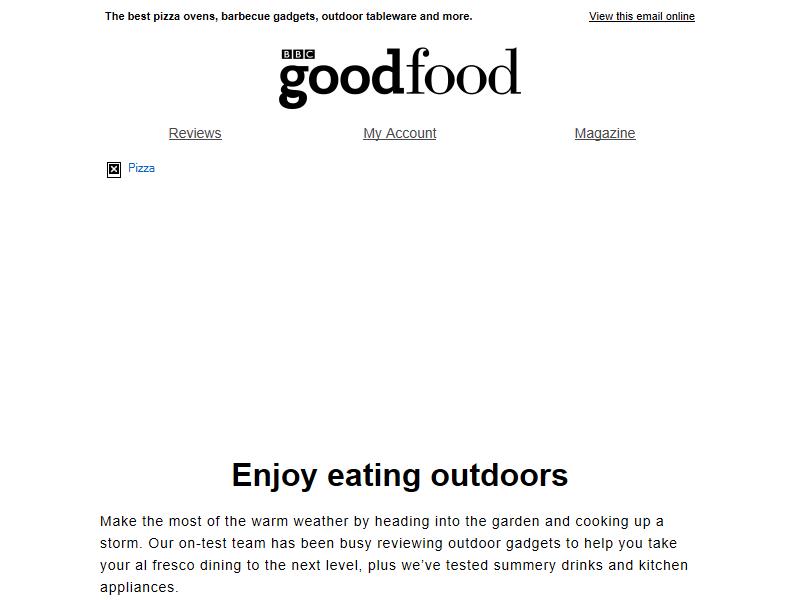 The best pizza ovens, barbecue gadgets, outdoor tableware and more. View this email online
BBC
goodfood
Reviews My Account Magazine
Pizza
Enjoy eating outdoors
Make the most of the warm weather by heading into the garden and cooking up a
storm. Our on-test team has been busy reviewing outdoor gadgets to help you take
your al fresco dining to the next level, plus we’ve tested summery drinks and kitchen
appliances.